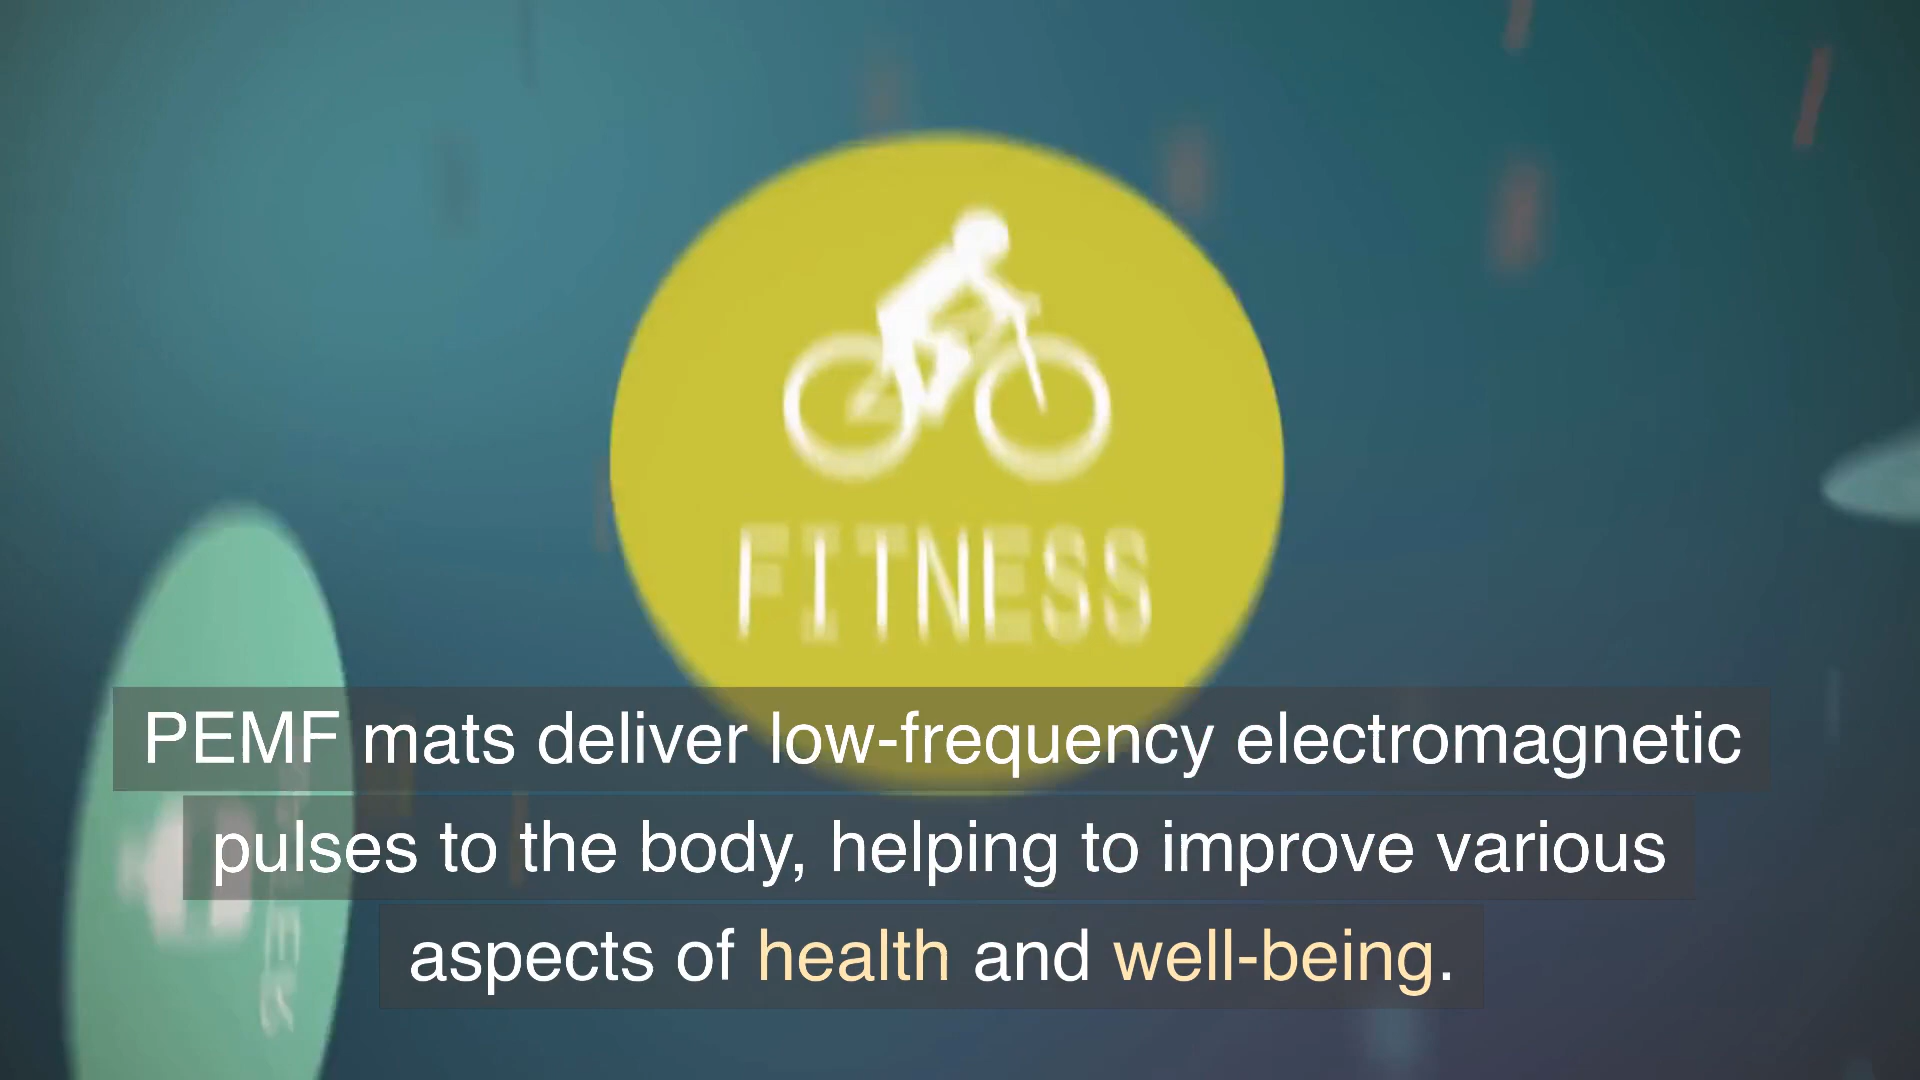 FITNESS
PEMF mats deliver low-frequency electromagnetic
pulses to the body, helping to improve various
aspects of health and well-being.